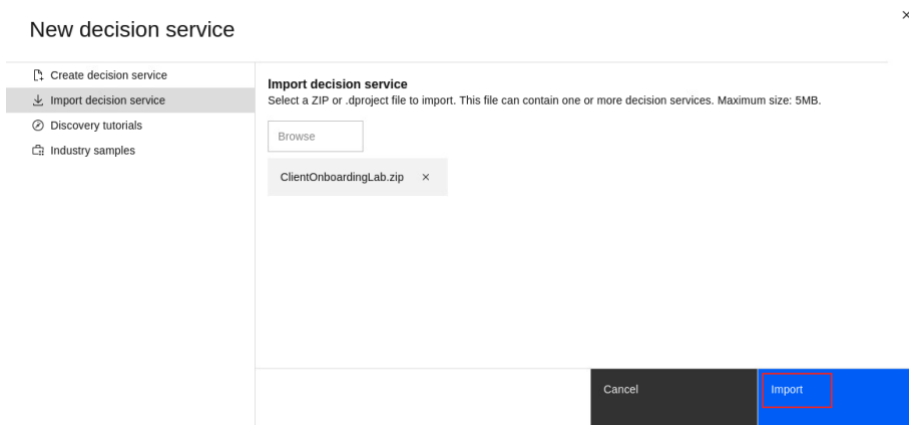 New decision service
Create decision service
Import decision service
Discovery tutorials
Industry samples
Import decision service
Select a ZIP or .dproject file to import. This file can contain one or more decision services. Maximum size: 5MB.
Browse
ClientOnboardingLab.zip
Cancel
Import